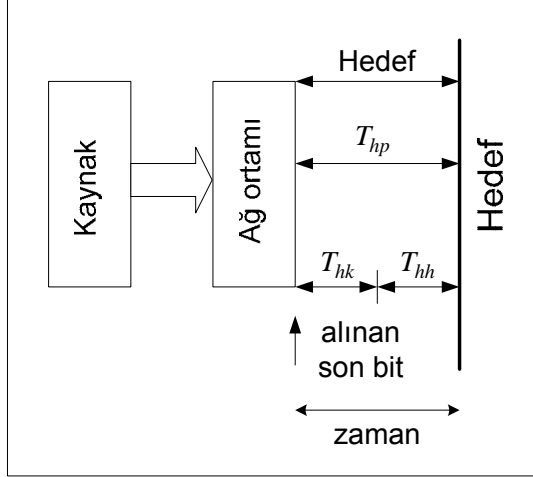 Hedef
T_hp
Kaynak
Ağ ortamı
Hedef
T_hk
T_hh
alınan
son bit
zaman